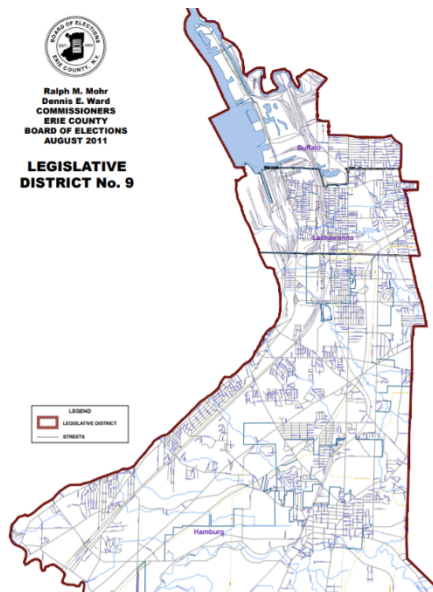 BOARD OF ELECTIONS
ERIE COUNTY, N.Y.
Ralph M. Mohr
Dennis E. Ward
COMMISSIONERS
ERIE COUNTY
BOARD OF ELECTIONS
AUGUST 2011
LEGISLATIVE
DISTRICT No. 9
Buffalo
Lackawanna
LEGEND
LEGISLATIVE DISTRICT
STREETS
Hamburg